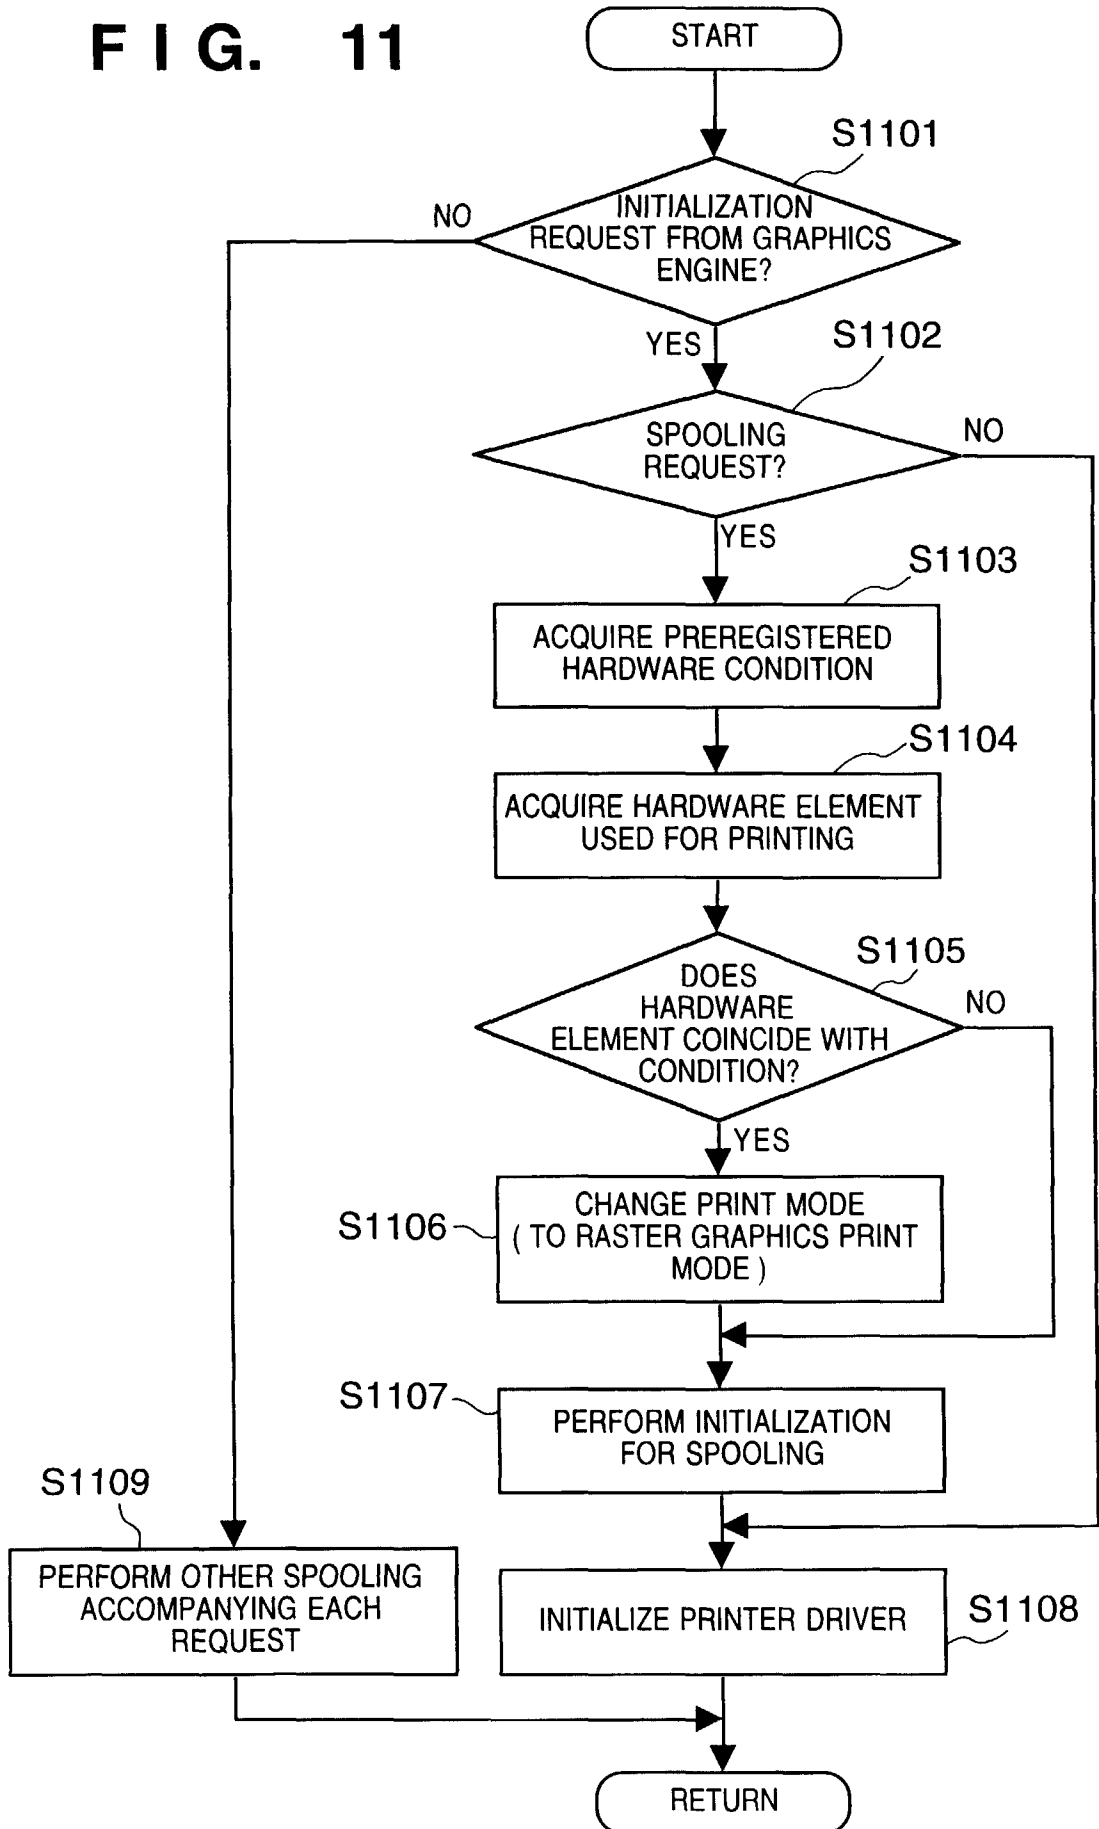 FIG. 11
START
S1101
NO
INITIALIZATION
REQUEST FROM GRAPHICS
ENGINE?
YES
S1102
SPOOLING
REQUEST?
NO
YES
S1103
ACQUIRE PREREGISTERED
HARDWARE CONDITION
S1104
ACQUIRE HARDWARE ELEMENT
USED FOR PRINTING
S1105
DOES
HARDWARE
ELEMENT COINCIDE WITH
CONDITION?
NO
YES
S1106
CHANGE PRINT MODE
(TO RASTER GRAPHICS PRINT
MODE)
S1107
PERFORM INITIALIZATION
FOR SPOOLING
S1109
PERFORM OTHER SPOOLING
ACCOMPANYING EACH
REQUEST
INITIALIZE PRINTER DRIVER
S1108
RETURN